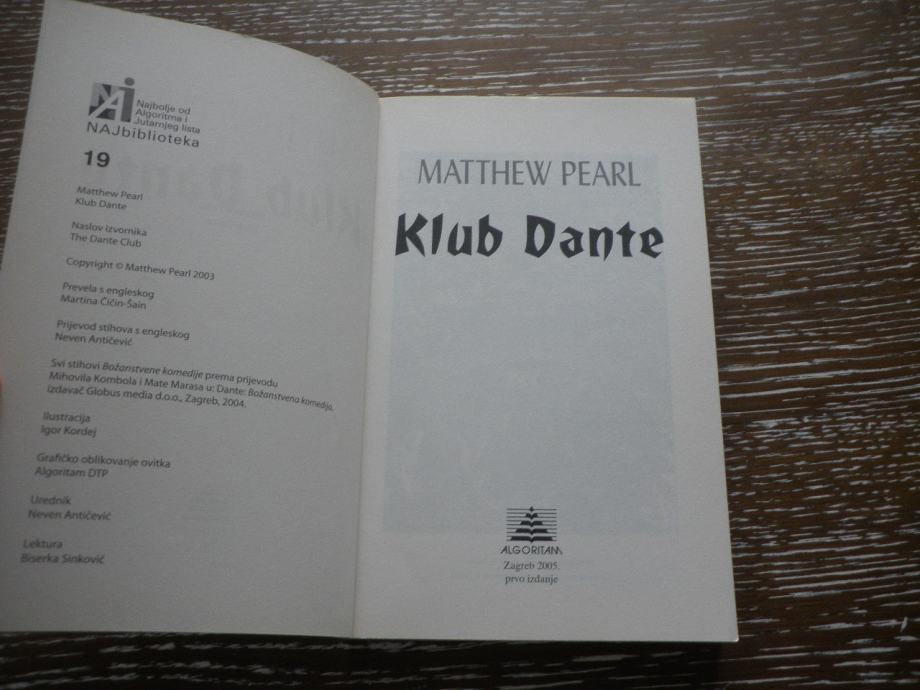 NAJ
Najbolje od
Algoritma i
Jutarnjeg lista
NAJbiblioteka
19
Matthew Pearl
Klub Dante
Naslov izvornika
The Dante Club
Copyright © Matthew Pearl 2003
Prevela s engleskog
Martina Čičin-Šain
Prijevod stihova s engleskog
Neven Antičević
Svi stihovi Božanstvene komedije prema prijevodu
Mihovila Kombola i Mate Marasa u: Dante: Božanstvena komedija,
izdavač Globus media d.o.o., Zagreb, 2004.
Ilustracija
Igor Kordej
Grafičko oblikovanje ovitka
Algoritam DTP
Urednik
Neven Antičević
Lektura
Biserka Sinković
MATTHEW PEARL
Klub Dante
ALGORITAM
Zagreb 2005.
prvo izdanje